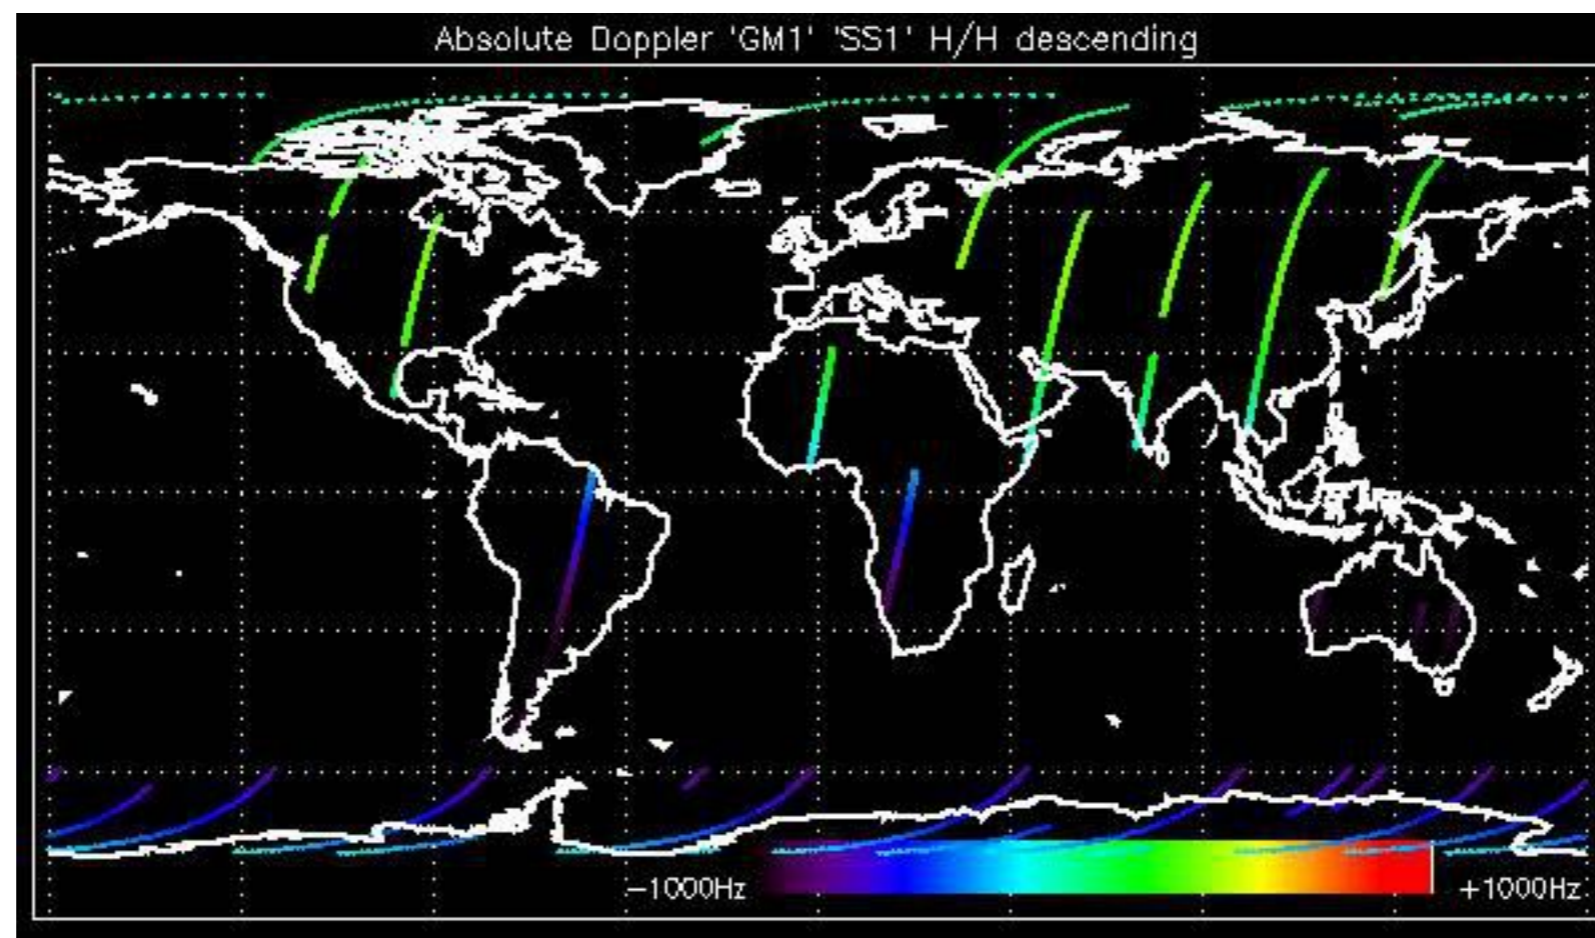 Absolute Doppler 'GM1' 'SS1' H/H descending
−1000Hz
+1000Hz